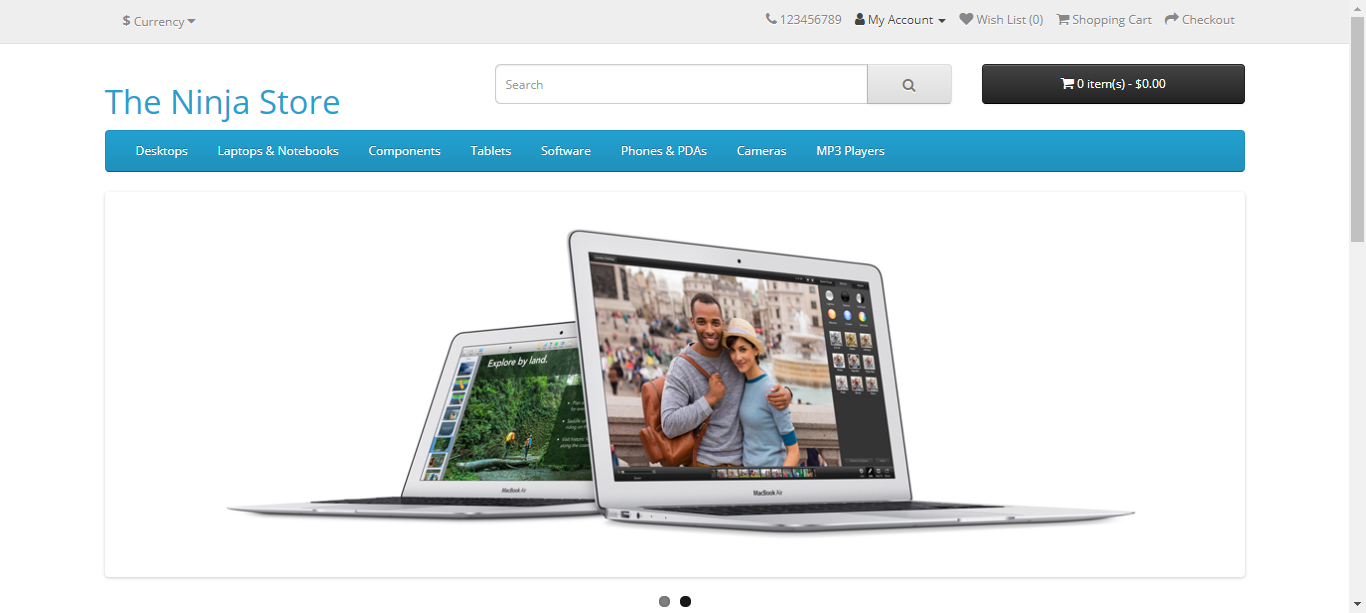 $ Currency
123456789 My Account Wish List (0) Shopping Cart Checkout
The Ninja Store
Search
0 item(s) - $0.00
Desktops Laptops & Notebooks Components Tablets Software Phones & PDAs Cameras MP3 Players
Explore by land.
MacBook Air
MacBook Air